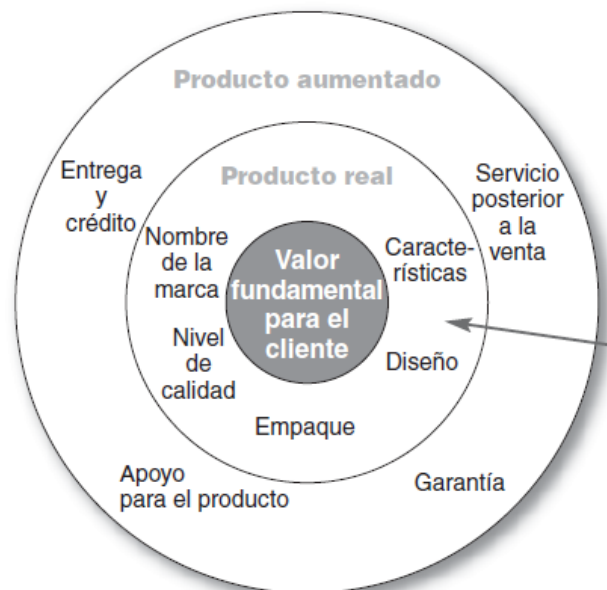 Producto aumentado
Entrega
y
crédito
Producto real
Servicio
posterior
a la
venta
Nombre
de la
marca
Caracte-
rísticas
Valor
fundamental
para el
cliente
Nivel
de
calidad
Diseño
Empaque
Apoyo
para el producto
Garantía